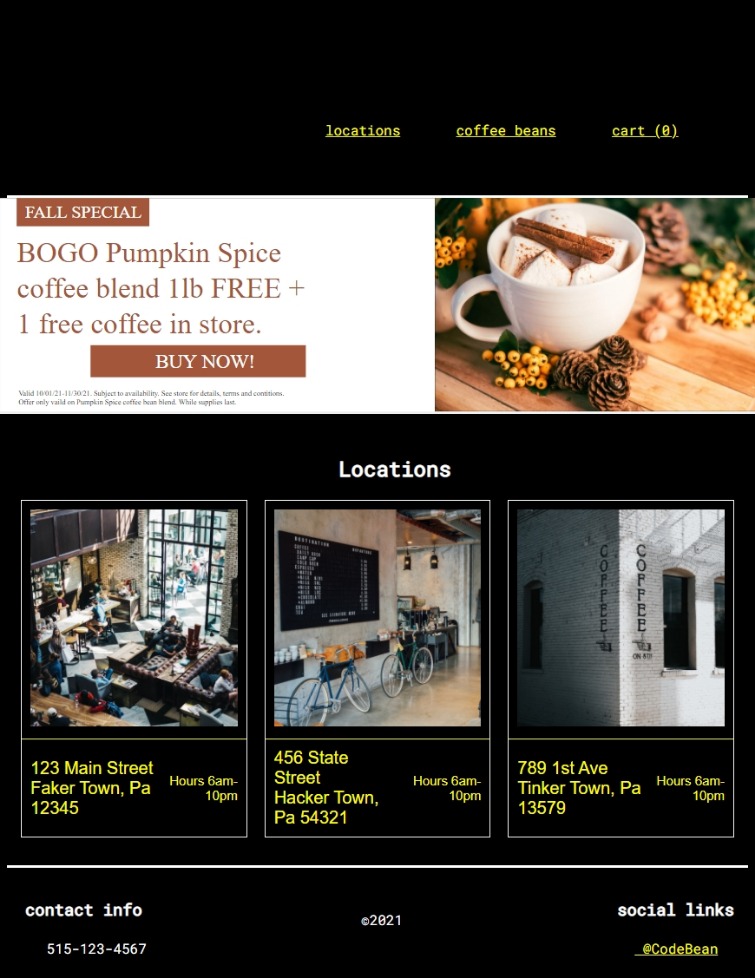 locations coffee beans cart (0)
FALL SPECIAL
BOGO Pumpkin Spice
coffee blend 1lb FREE +
1 free coffee in store.
BUY NOW!
Valid 10/01/21-11/30/21. Subject to availability. See store for details, terms and contitions.
Offer only vaild on Pumpkin Spice coffee bean blend. While supplies last.
Locations
DESTINATION
COFFEE
COFFEE
123 Main Street
Faker Town, Pa
12345
Hours 6am-
10pm
456 State
Street
Hacker Town,
Pa 54321
Hours 6am-
10pm
789 1st Ave
Tinker Town, Pa
13579
Hours 6am-
10pm
contact info
515-123-4567
©2021
social links
@CodeBean